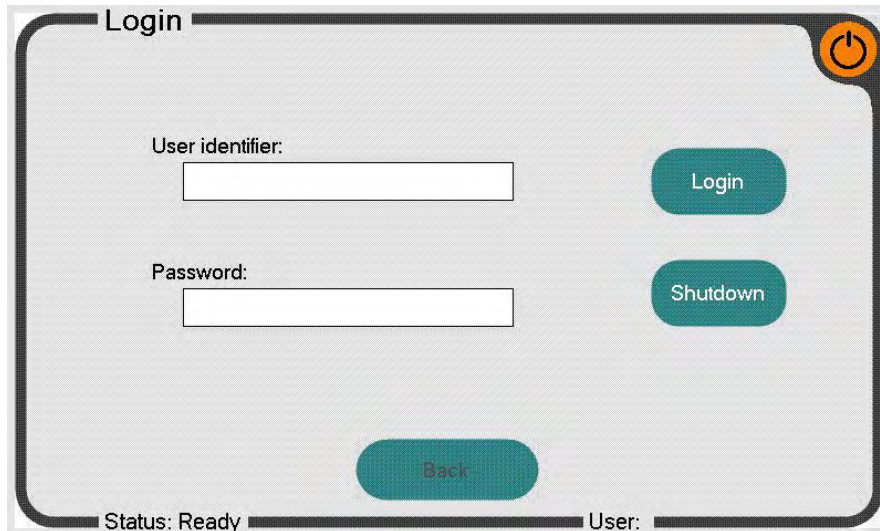 Login
User identifier:
Login
Password:
Shutdown
Back
Status: Ready
User: